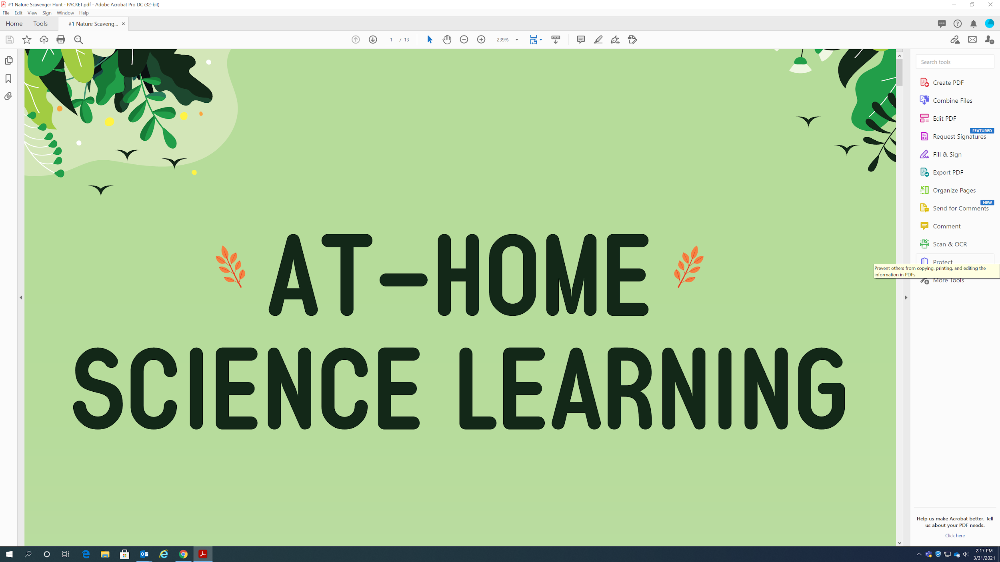 #1 Nature Scavenger Hunt - PACKET.pdf - Adobe Acrobat Pro DC (32-bit)
File Edit View Sign Window Help
Home Tools #1 Nature Scaveng... ×
1 / 13 239%
Search tools
Create PDF
Combine Files
Edit PDF
FEATURED
Request Signatures
Fill & Sign
Export PDF
Organize Pages
NEW
Send for Comments
Comment
Scan & OCR
Protect
Prevent others from copying, printing, and editing the
information in PDFs
More Tools
AT-HOME
SCIENCE LEARNING
Help us make Acrobat better. Tell
us about your PDF needs.
Click here
2:17 PM
3/31/2021